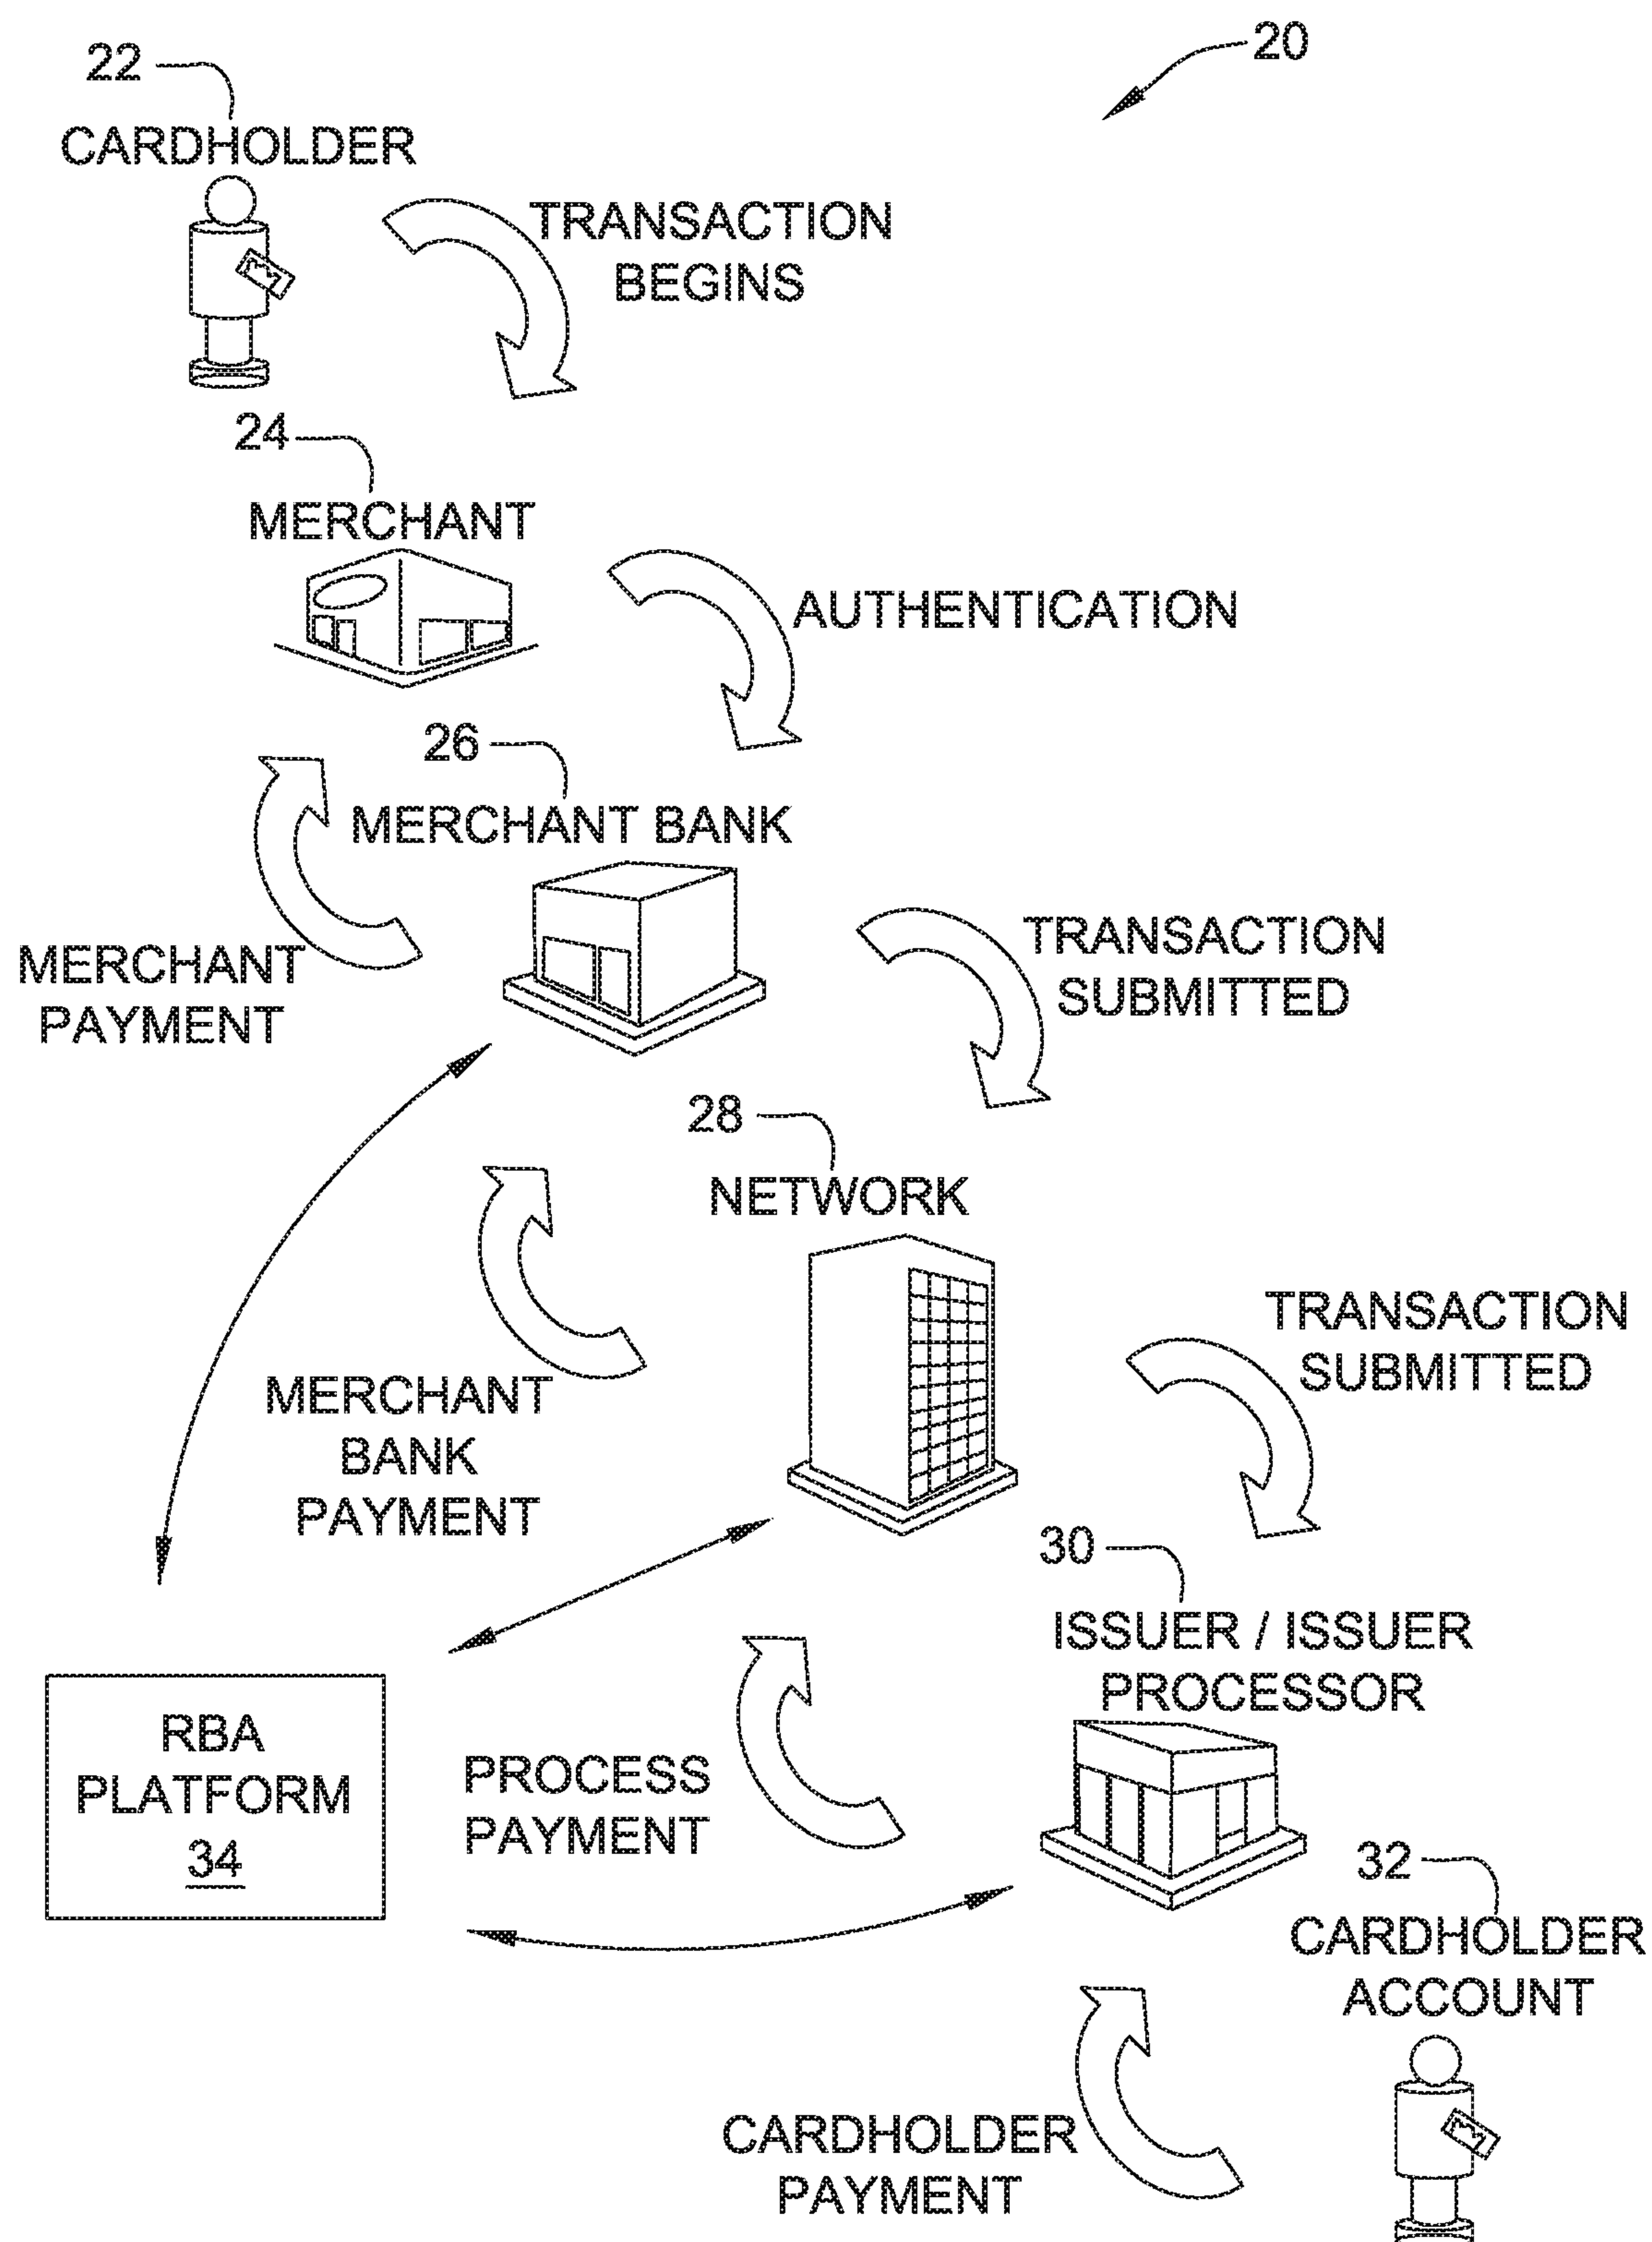 20
22
CARDHOLDER
TRANSACTION
BEGINS
24
MERCHANT
AUTHENTICATION
26
MERCHANT BANK
MERCHANT
PAYMENT
TRANSACTION
SUBMITTED
28
NETWORK
MERCHANT
BANK
PAYMENT
TRANSACTION
SUBMITTED
30
ISSUER / ISSUER
PROCESSOR
RBA
PLATFORM
34
PROCESS
PAYMENT
32
CARDHOLDER
ACCOUNT
CARDHOLDER
PAYMENT